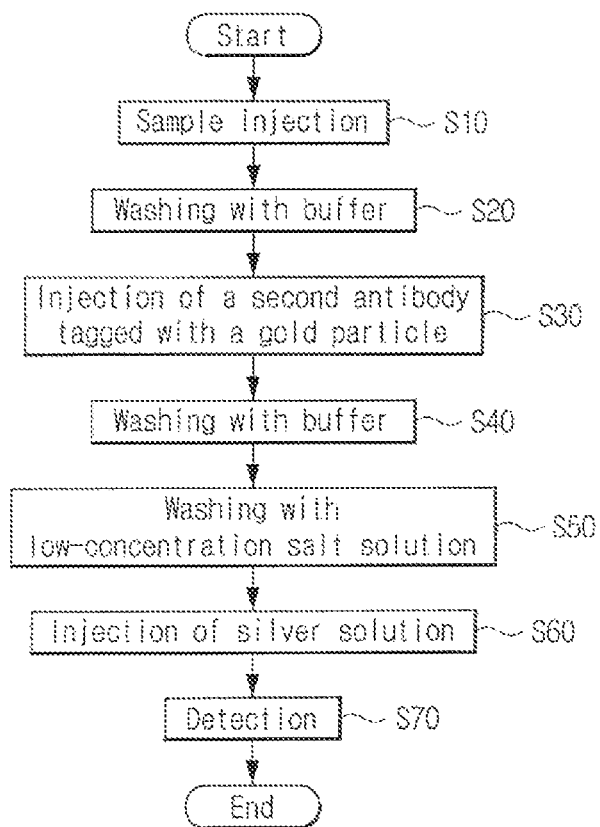 Start
Sample injection
S10
Washing with buffer
S20
Injection of a second antibody
tagged with a gold particle
S30
Washing with buffer
S40
Washing with
low-concentration salt solution
S50
Injection of silver solution
S60
Detection
S70
End